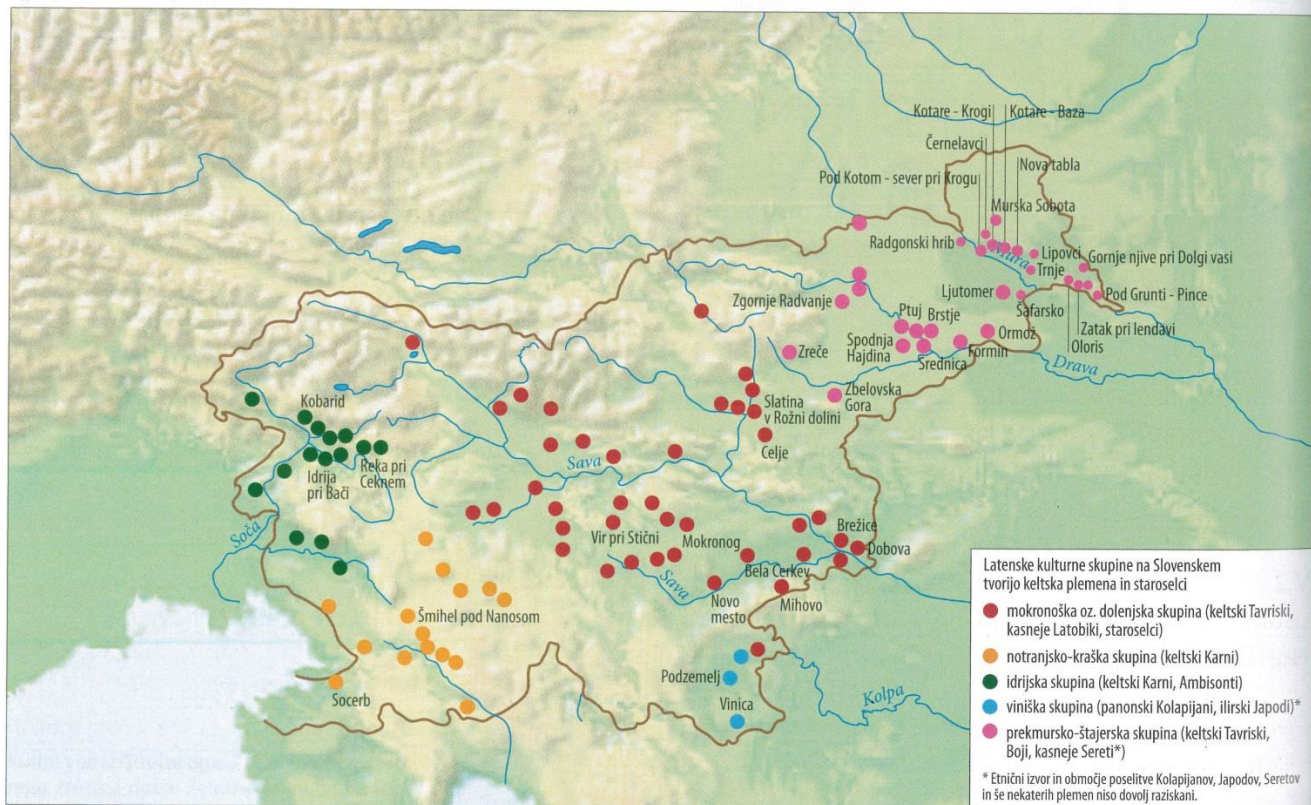 Kotare - Krogi
Kotare - Baza
Černelavci
Nova tabla
Pod Kotom - sever pri Krogu
Murska Sobota
Radgonski hrib
Mura
Lipovci
Gornje njive pri Dolgi vasi
Trnje
Zgornje Radvanje
Ljutomer
Pod Grunti - Pince
Šafarsko
Ptuj
Brstje
Zatak pri lendavi
Ormož
Oloris
Spodnja
Hajdina
Formin
Zreče
Središče
Drava
Zbelovska
Gora
Kobarid
Slatina
v Rožni dolini
Celje
Reka pri
Ceknem
Idrija
pri Bači
Sava
Soča
Vir pri Stični
Mokronog
Brežice
Dobova
Bela Cerkev
Sava
Novo
mesto
Mihovo
Šmihel pod Nanosom
Podzemelj
Socerb
Vinica
Kolpa
Latenske kulturne skupine na Slovenskem
tvorijo keltska plemena in staroselci
mokronoška oz. dolenjska skupina (keltski Tavriski,
kasneje Latobiki, staroselci)
notranjsko-kraška skupina (keltski Karni)
idrijska skupina (keltski Karni, Ambisonti)
viniška skupina (panonski Kolapijani, ilirski Japodi)*
prekmursko-štajerska skupina (keltski Tavriski,
Boji, kasneje Sereti*)
* Etnični izvor in območje poselitve Kolapijanov, Japodov, Seretov
in še nekaterih plemen niso dovolj raziskani.